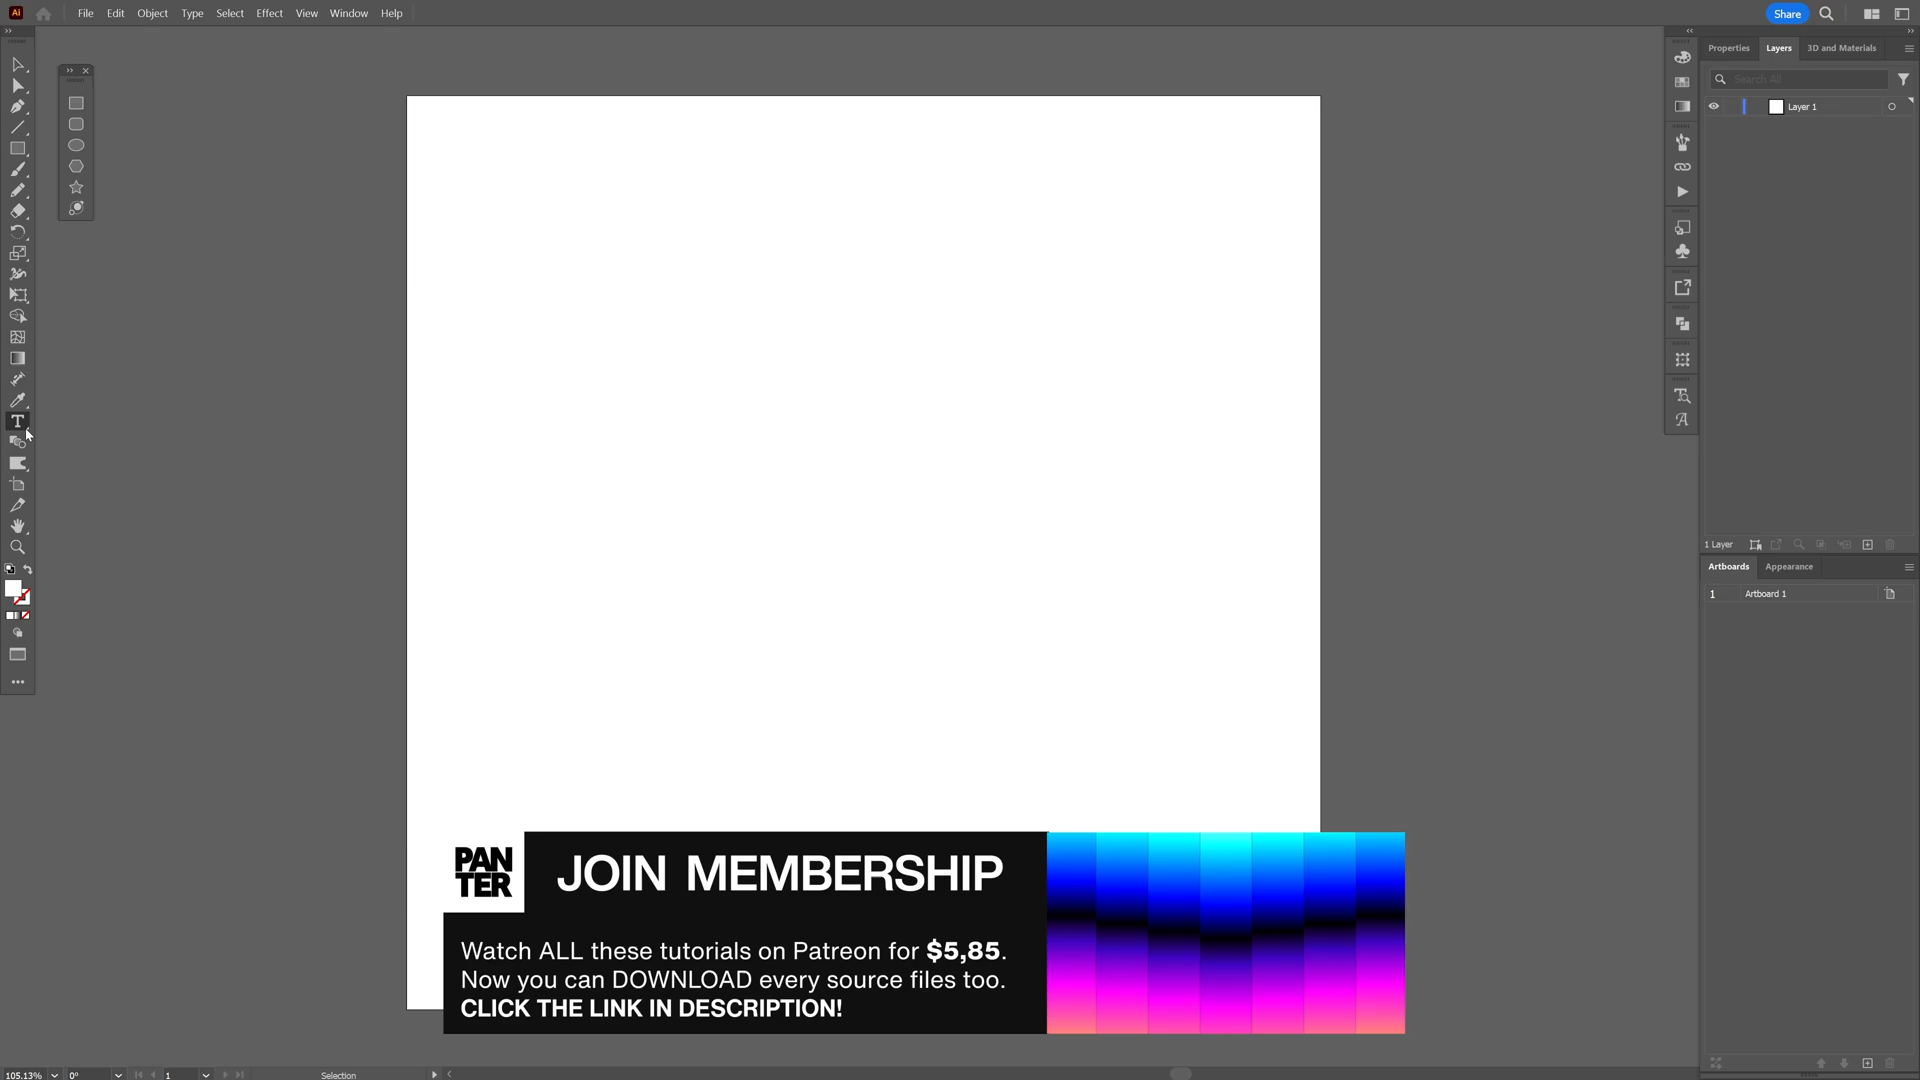 Ai File Edit Object Type Select Effect View Window Help
Share
Properties Layers 3D and Materials
Search All
Layer 1
1 Layer
Artboards Appearance
1 Artboard 1
PAN
TER
JOIN MEMBERSHIP
Watch ALL these tutorials on Patreon for $5,85.
Now you can DOWNLOAD every source files too.
CLICK THE LINK IN DESCRIPTION!
105.13% 0° 1 Selection